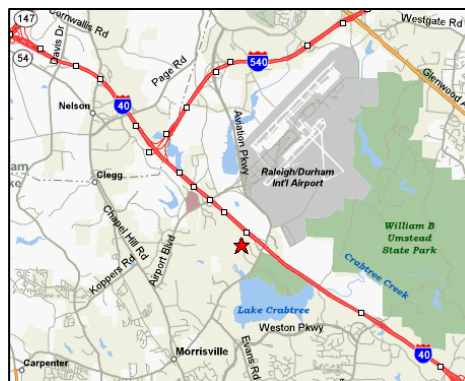 147
Cornwallis Rd
Davis Dr
54
Page Rd
540
Westgate Rd
Glenwood
Nelson
40
Aviation Pkwy
Raleigh/Durham
Int'l Airport
Clegg
Chapel Hill Rd
Airport Blvd
Koppers Rd
William B
Umstead
State Park
Crabtree Creek
Lake Crabtree
Weston Pkwy
Evans Rd
Morrisville
Carpenter
40